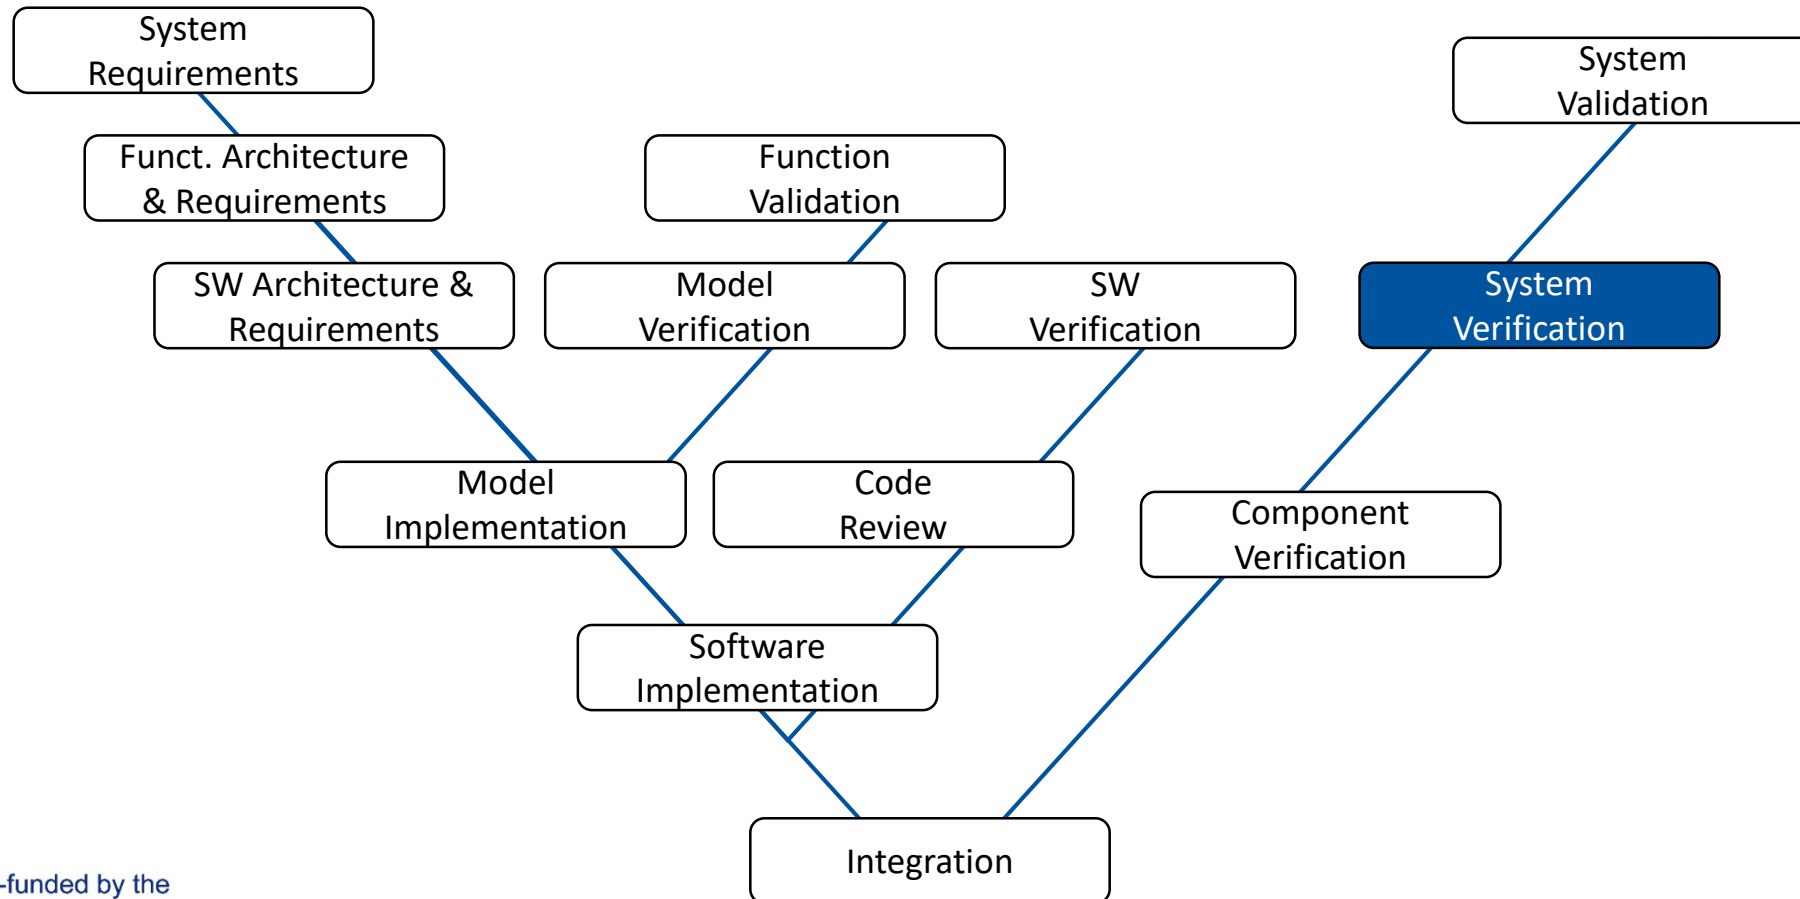 System
Requirements
System
Validation
Funct. Architecture
& Requirements
Function
Validation
SW Architecture &
Requirements
Model
Verification
SW
Verification
System
Verification
Model
Implementation
Code
Review
Component
Verification
Software
Implementation
Integration
-funded by the